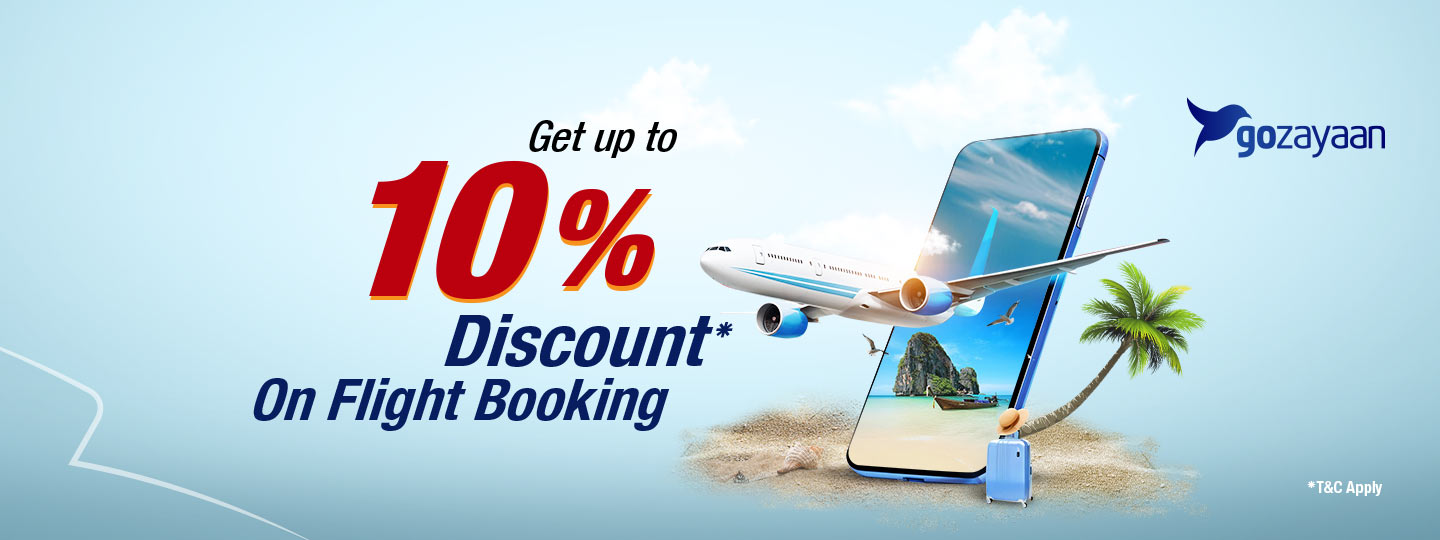 Get up to
10%
Discount*
On Flight Booking
gozayaan
*T&C Apply